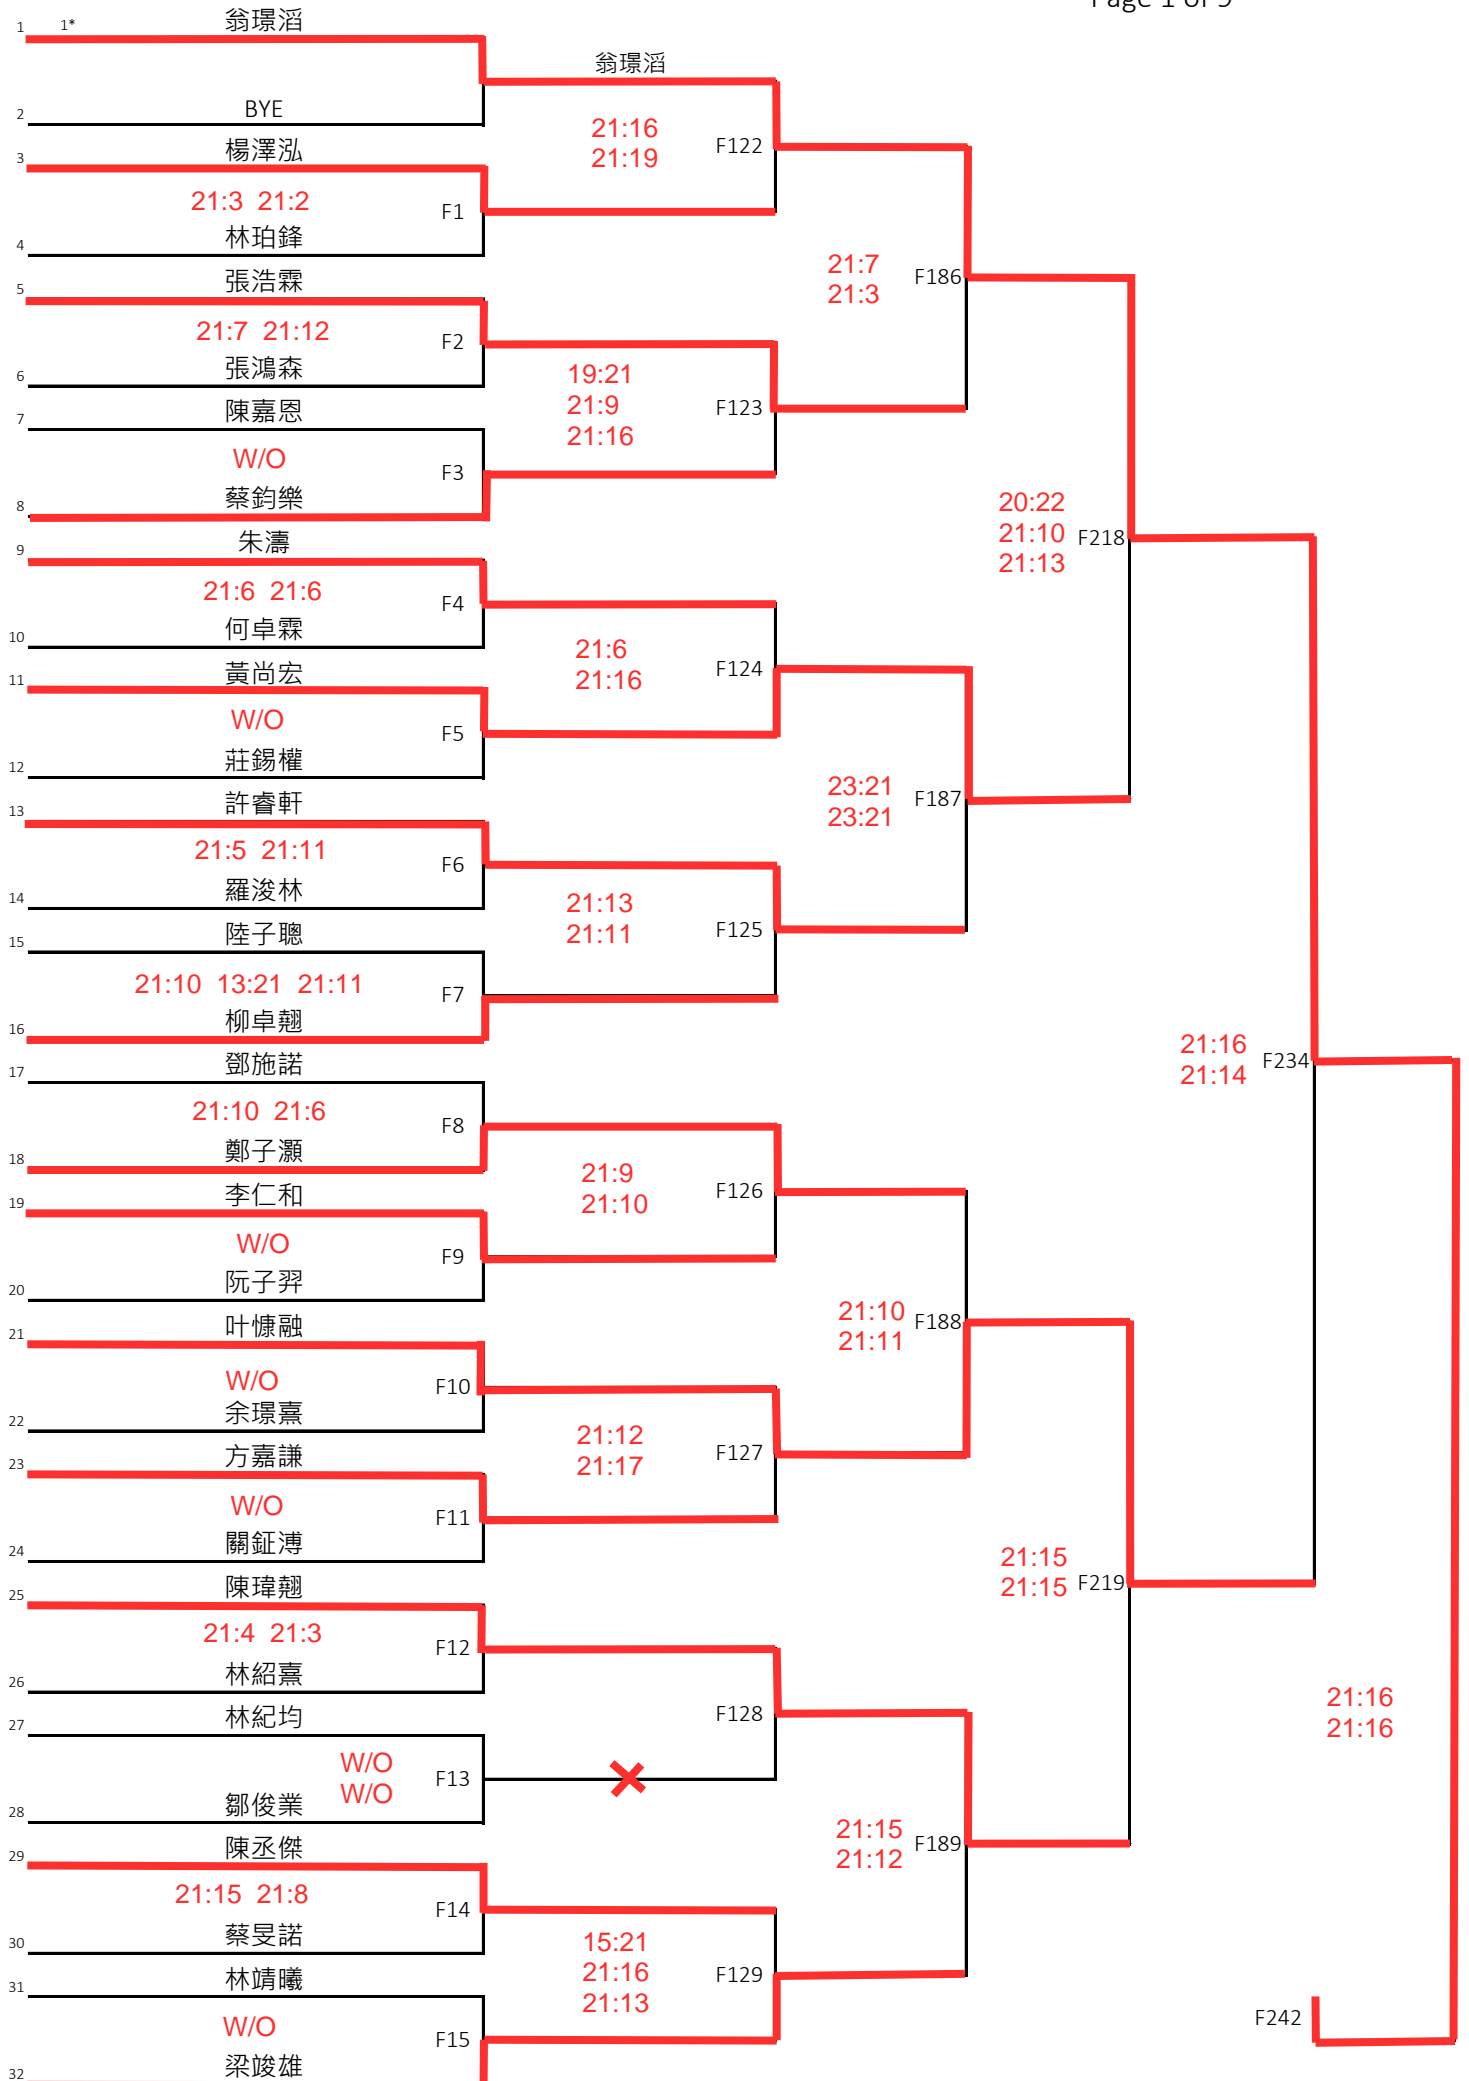 Page 1 of 9
1 1* 翁璟滔
翁璟滔
2 BYE
21:16
21:19
F122
3 楊澤泓
21:3 21:2 F1
4 林珀鋒
21:7
21:3
F186
5 張浩霖
21:7 21:12 F2
6 張鴻森
19:21
21:9
21:16
F123
7 陳嘉恩
W/O F3
8 蔡鈞樂
20:22
21:10
21:13
F218
9 朱濤
21:6 21:6 F4
10 何卓霖
21:6
21:16
F124
11 黃尚宏
W/O F5
12 莊錫權
23:21
23:21
F187
13 許睿軒
21:5 21:11 F6
14 羅浚林
21:13
21:11
F125
15 陸子聰
21:10 13:21 21:11 F7
16 柳卓翹
21:16
21:14
F234
17 鄧施諾
21:10 21:6 F8
18 鄭子灝
21:9
21:10
F126
19 李仁和
W/O F9
20 阮子羿
21:10
21:11
F188
21 叶慷融
W/O F10
22 余璟熹
21:12
21:17
F127
23 方嘉謙
W/O F11
24 關鉦溥
21:15
21:15
F219
25 陳瑋翹
21:4 21:3 F12
26 林紹熹
F128
27 林紀均
W/O
W/O
F13
28 鄒俊業
21:16
21:16
21:15
21:12
F189
29 陳丞傑
21:15 21:8 F14
30 蔡旻諾
15:21
21:16
21:13
F129
31 林靖曦
W/O F15
32 梁竣雄
F242